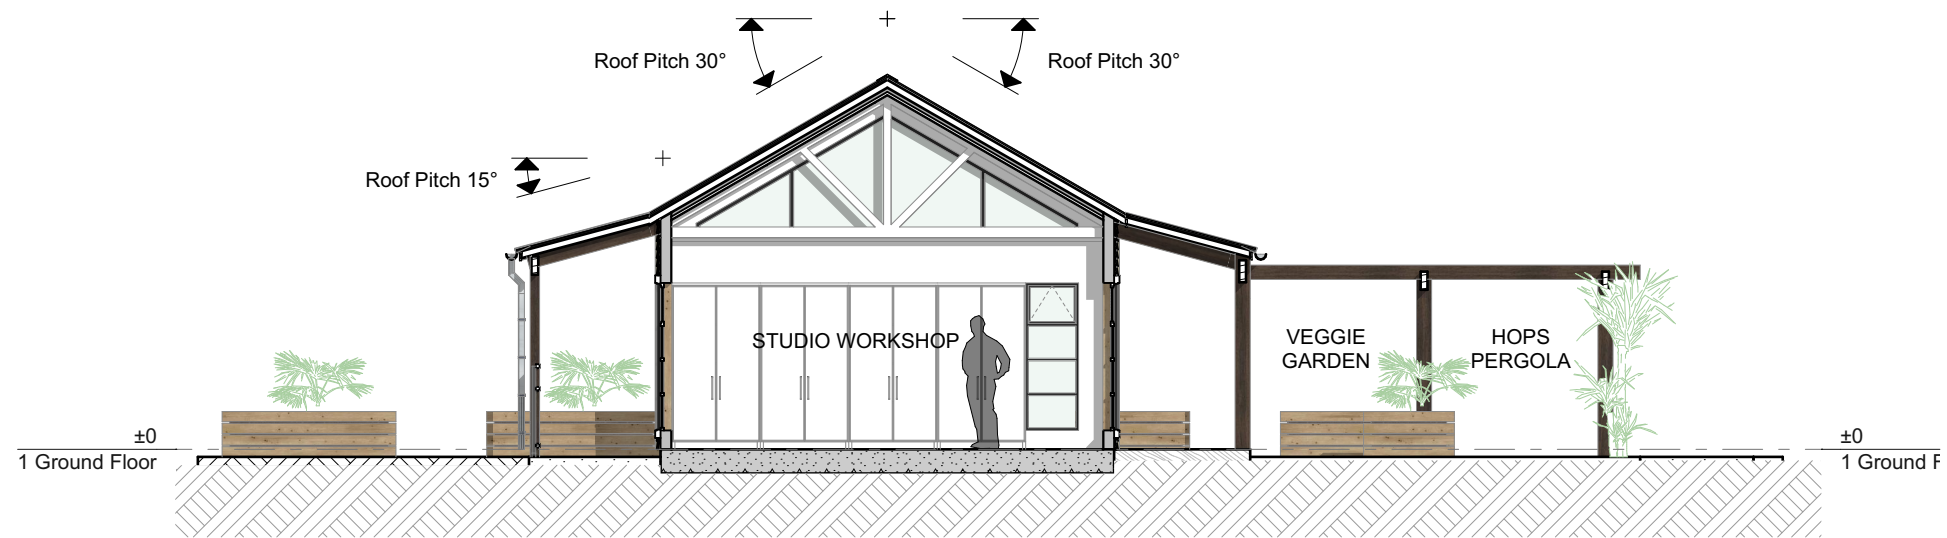 Roof Pitch 30°
Roof Pitch 30°
Roof Pitch 15°
STUDIO WORKSHOP
VEGGIE
GARDEN
HOPS
PERGOLA
±0
1 Ground Floor
±0
1 Ground F